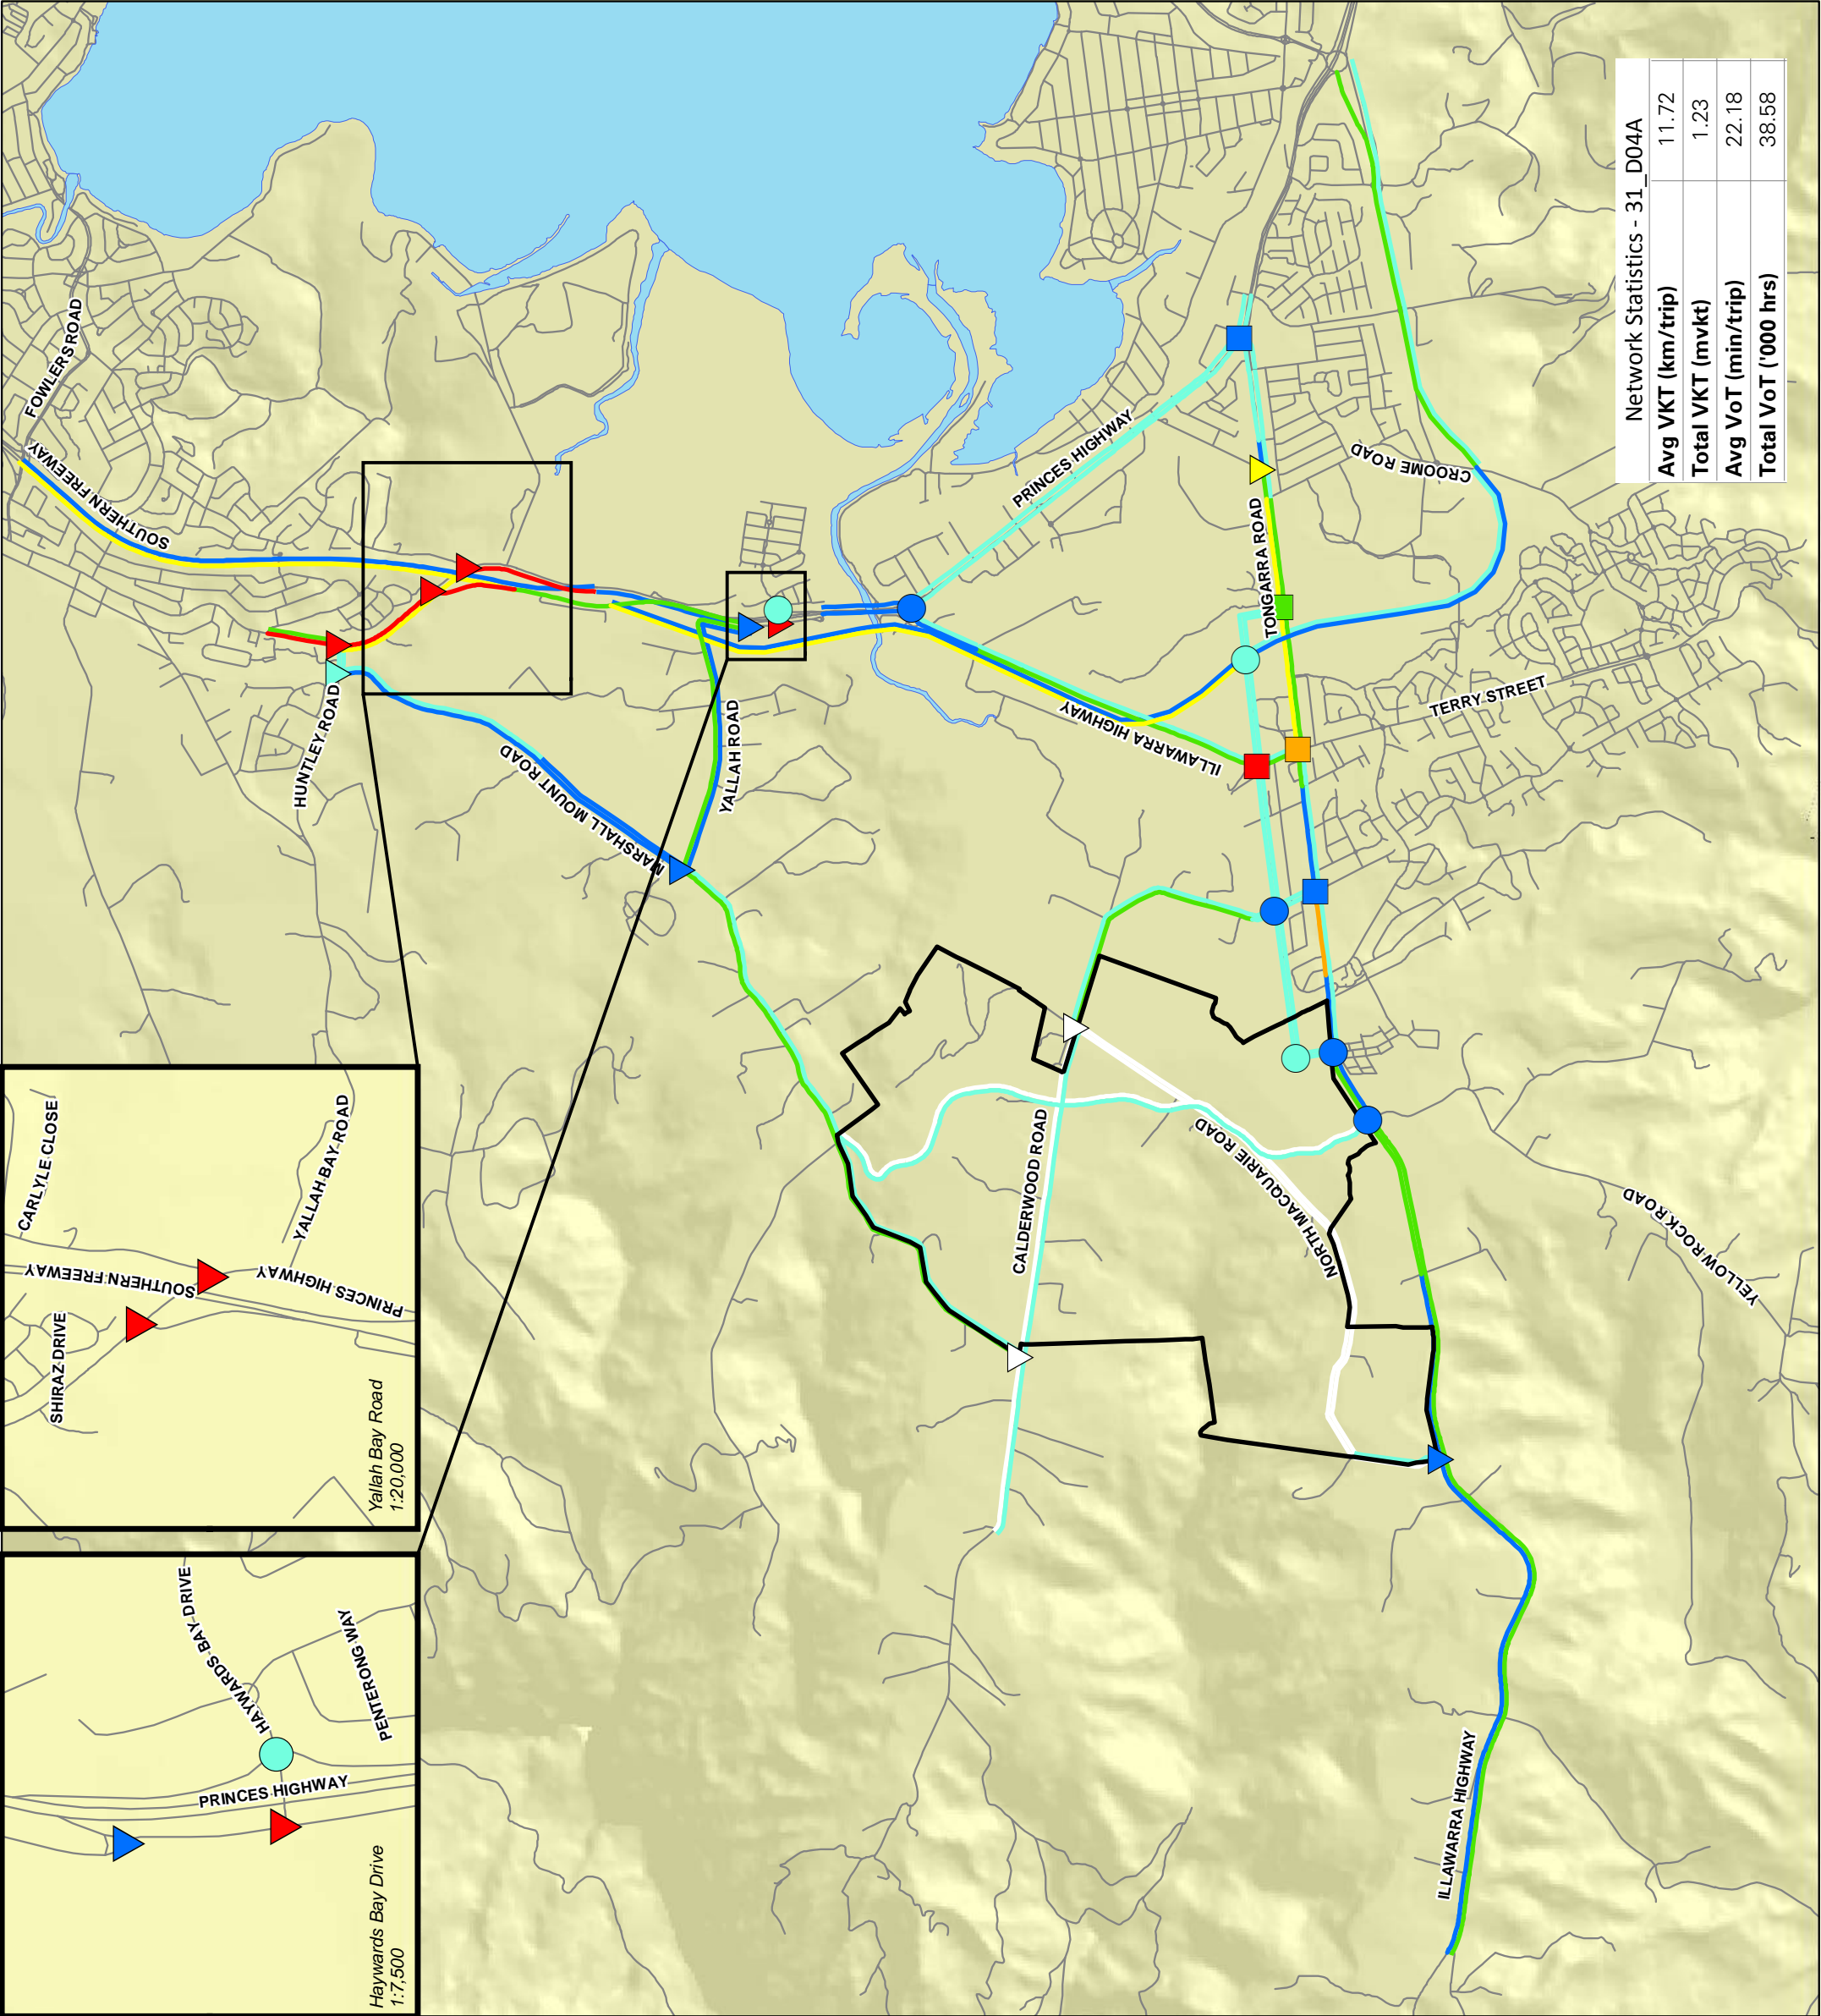 FOWLERS ROAD
SOUTHERN FREEWAY
HUNTLEY ROAD
MARSHALL MOUNT ROAD
YALLAH ROAD
PRINCES HIGHWAY
TONGARRA ROAD
CROOME ROAD
ILLAWARRA HIGHWAY
TERRY STREET
CALDERWOOD ROAD
NORTH MACQUARIE ROAD
YELLOW ROCK ROAD
ILLAWARRA HIGHWAY
CARLYLE CLOSE
SHIRAZ DRIVE
SOUTHERN FREEWAY
PRINCES HIGHWAY
YALLAH BAY ROAD
Yallah Bay Road
1:20,000
HAYWARDS BAY DRIVE
PENTERONG WAY
PRINCES HIGHWAY
Haywards Bay Drive
1:7,500
Network Statistics - 31_D04A
Avg VKT (km/trip) 11.72
Total VKT (mvkt) 1.23
Avg VoT (min/trip) 22.18
Total VoT ('000 hrs) 38.58